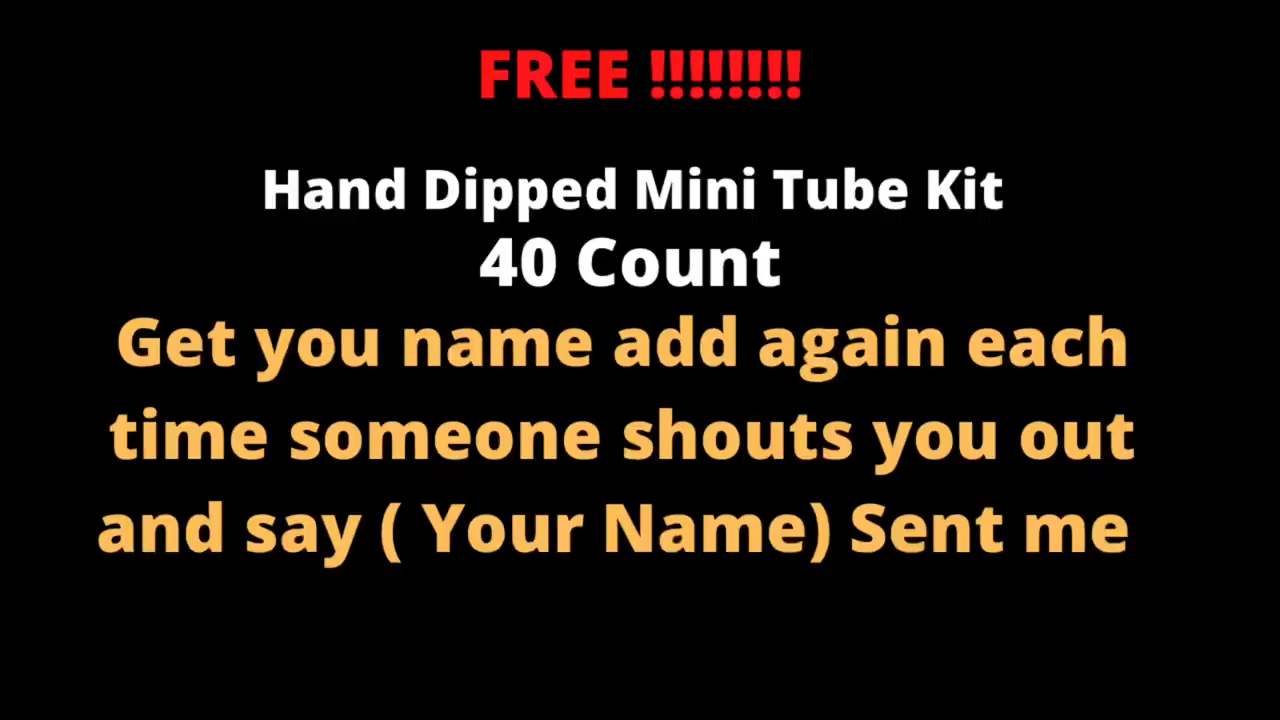 FREE !!!!!!!!
Hand Dipped Mini Tube Kit
40 Count
Get you name add again each
time someone shouts you out
and say ( Your Name) Sent me